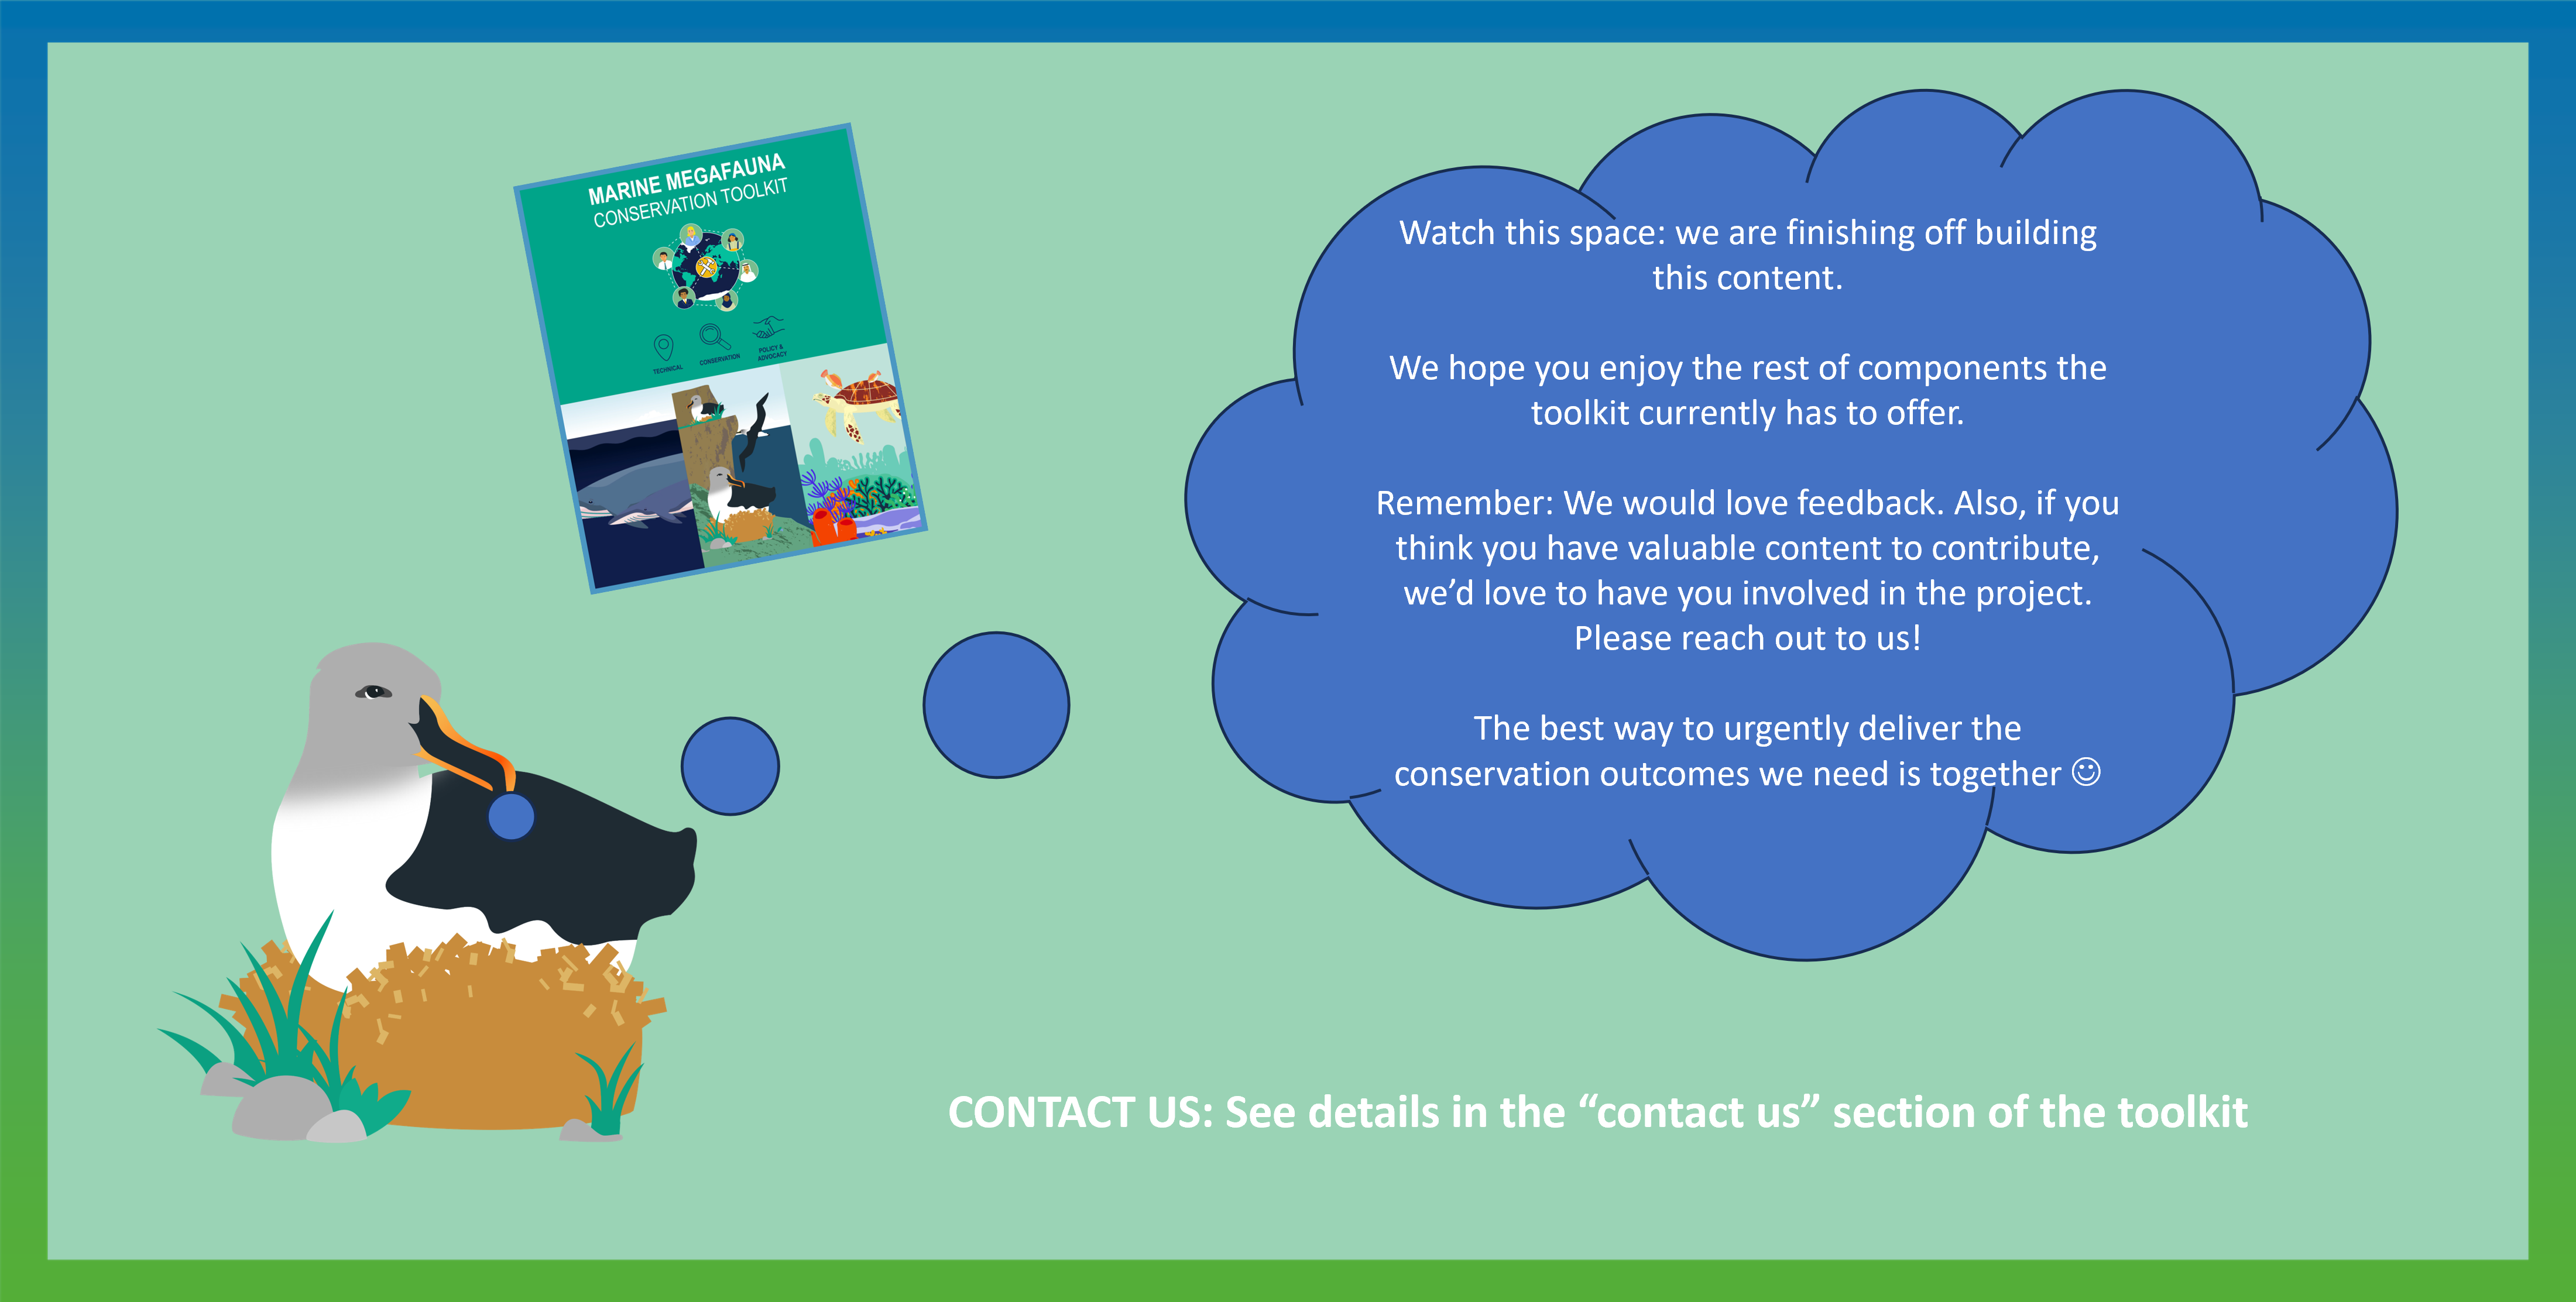 MARINE MEGAFAUNA
CONSERVATION TOOLKIT
TECHNICAL
CONSERVATION
POLICY &
ADVOCACY
Watch this space: we are finishing off building
this content.
We hope you enjoy the rest of components the
toolkit currently has to offer.
Remember: We would love feedback. Also, if you
think you have valuable content to contribute,
we’d love to have you involved in the project.
Please reach out to us!
The best way to urgently deliver the
conservation outcomes we need is together ☺
CONTACT US: See details in the “contact us” section of the toolkit